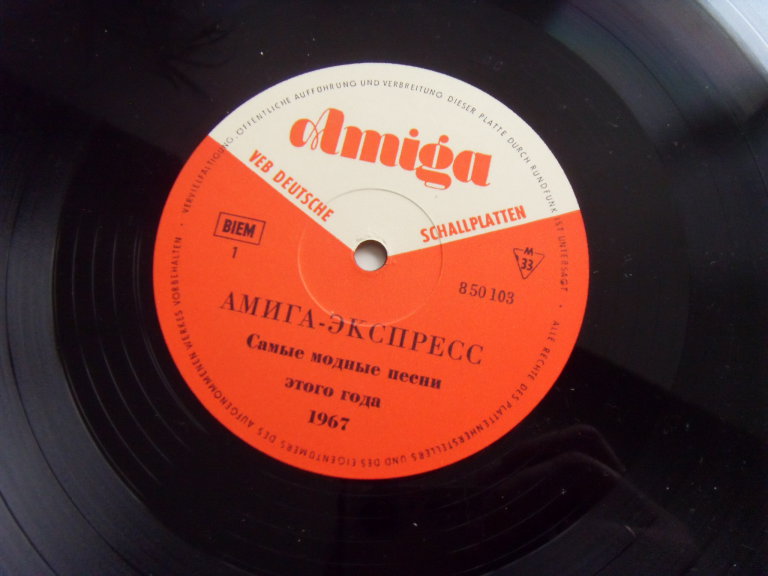 VERVIELFÄLTIGUNG, ÖFFENTLICHE AUFFÜHRUNG UND VERBREITUNG DIESER PLATTE DURCH RUNDFUNK IST UNTERSAGT · ALLE RECHTE DES PLATTENHERSTELLERS UND DES EIGENTÜMERS DES AUFGENOMMENEN WERKES VORBEHALTEN ·
Amiga
VEB DEUTSCHE
SCHALLPLATTEN
BIEM
1
M
33
8 50 103
АМИГА-ЭКСПРЕСС
Самые модные песни
этого года
1967